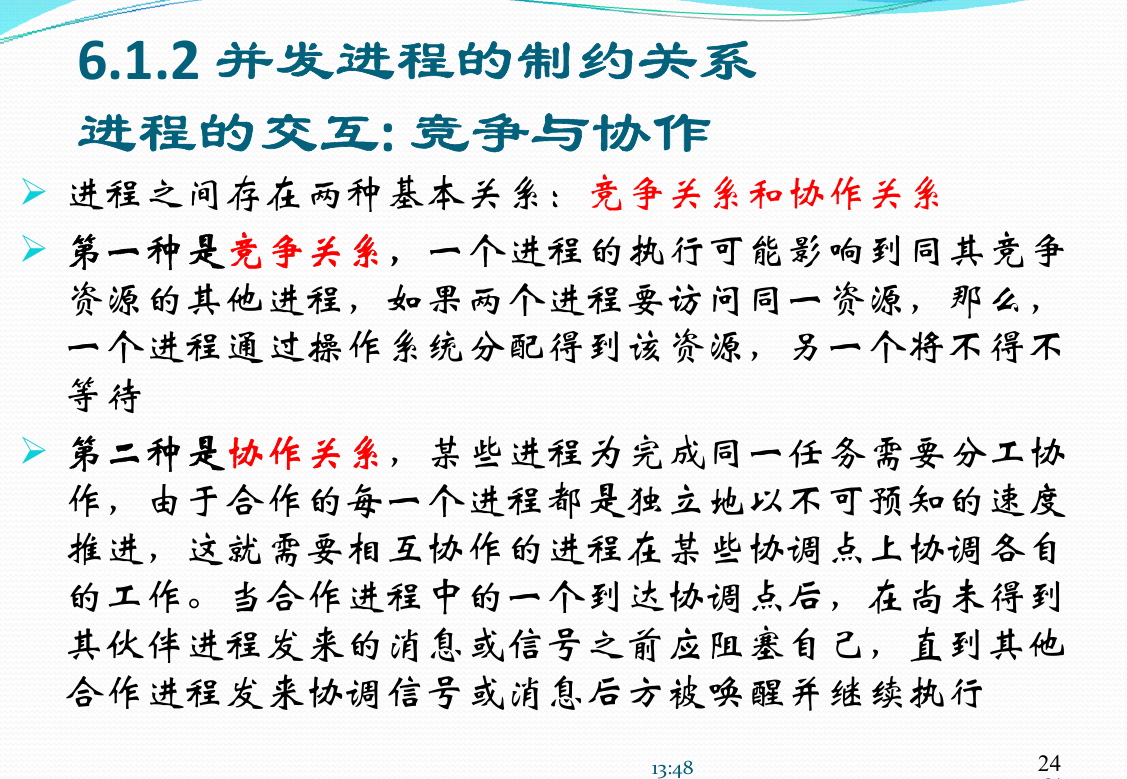 6.1.2 并发进程的制约关系
进程的交互: 竞争与协作
进程之间存在两种基本关系：竞争关系和协作关系
第一种是竞争关系，一个进程的执行可能影响到同其竞争
资源的其他进程，如果两个进程要访问同一资源，那么，
一个进程通过操作系统分配得到该资源，另一个将不得不
等待
第二种是协作关系，某些进程为完成同一任务需要分工协
作，由于合作的每一个进程都是独立地以不可预知的速度
推进，这就需要相互协作的进程在某些协调点上协调各自
的工作。当合作进程中的一个到达协调点后，在尚未得到
其伙伴进程发来的消息或信号之前应阻塞自己，直到其他
合作进程发来协调信号或消息后方被唤醒并继续执行
13:48
24